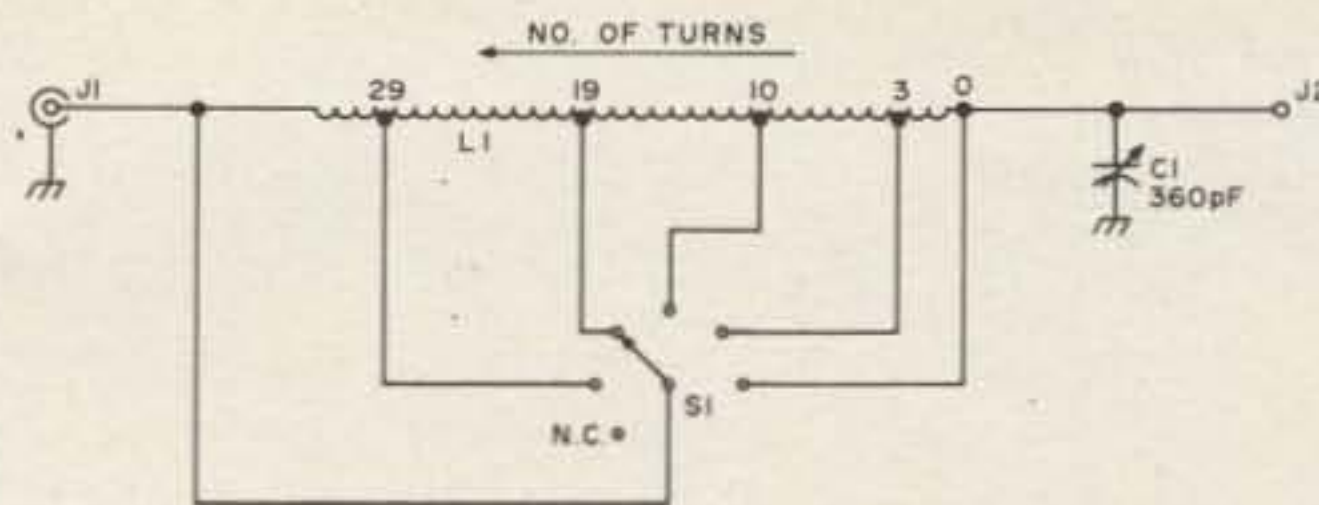 NO. OF TURNS
J1 29 19 10 3 0 J2
L1
C1
360pF
S1
N.C.